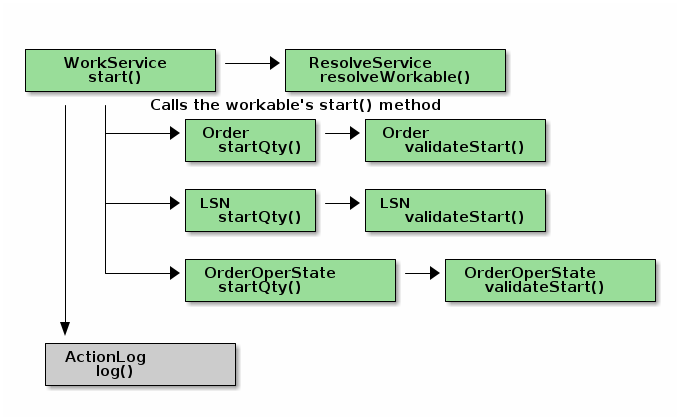 WorkService
start()
ResolveService
resolveWorkable()
Calls the workable's start() method
Order
startQty()
Order
validateStart()
LSN
startQty()
LSN
validateStart()
OrderOperState
startQty()
OrderOperState
validateStart()
ActionLog
log()